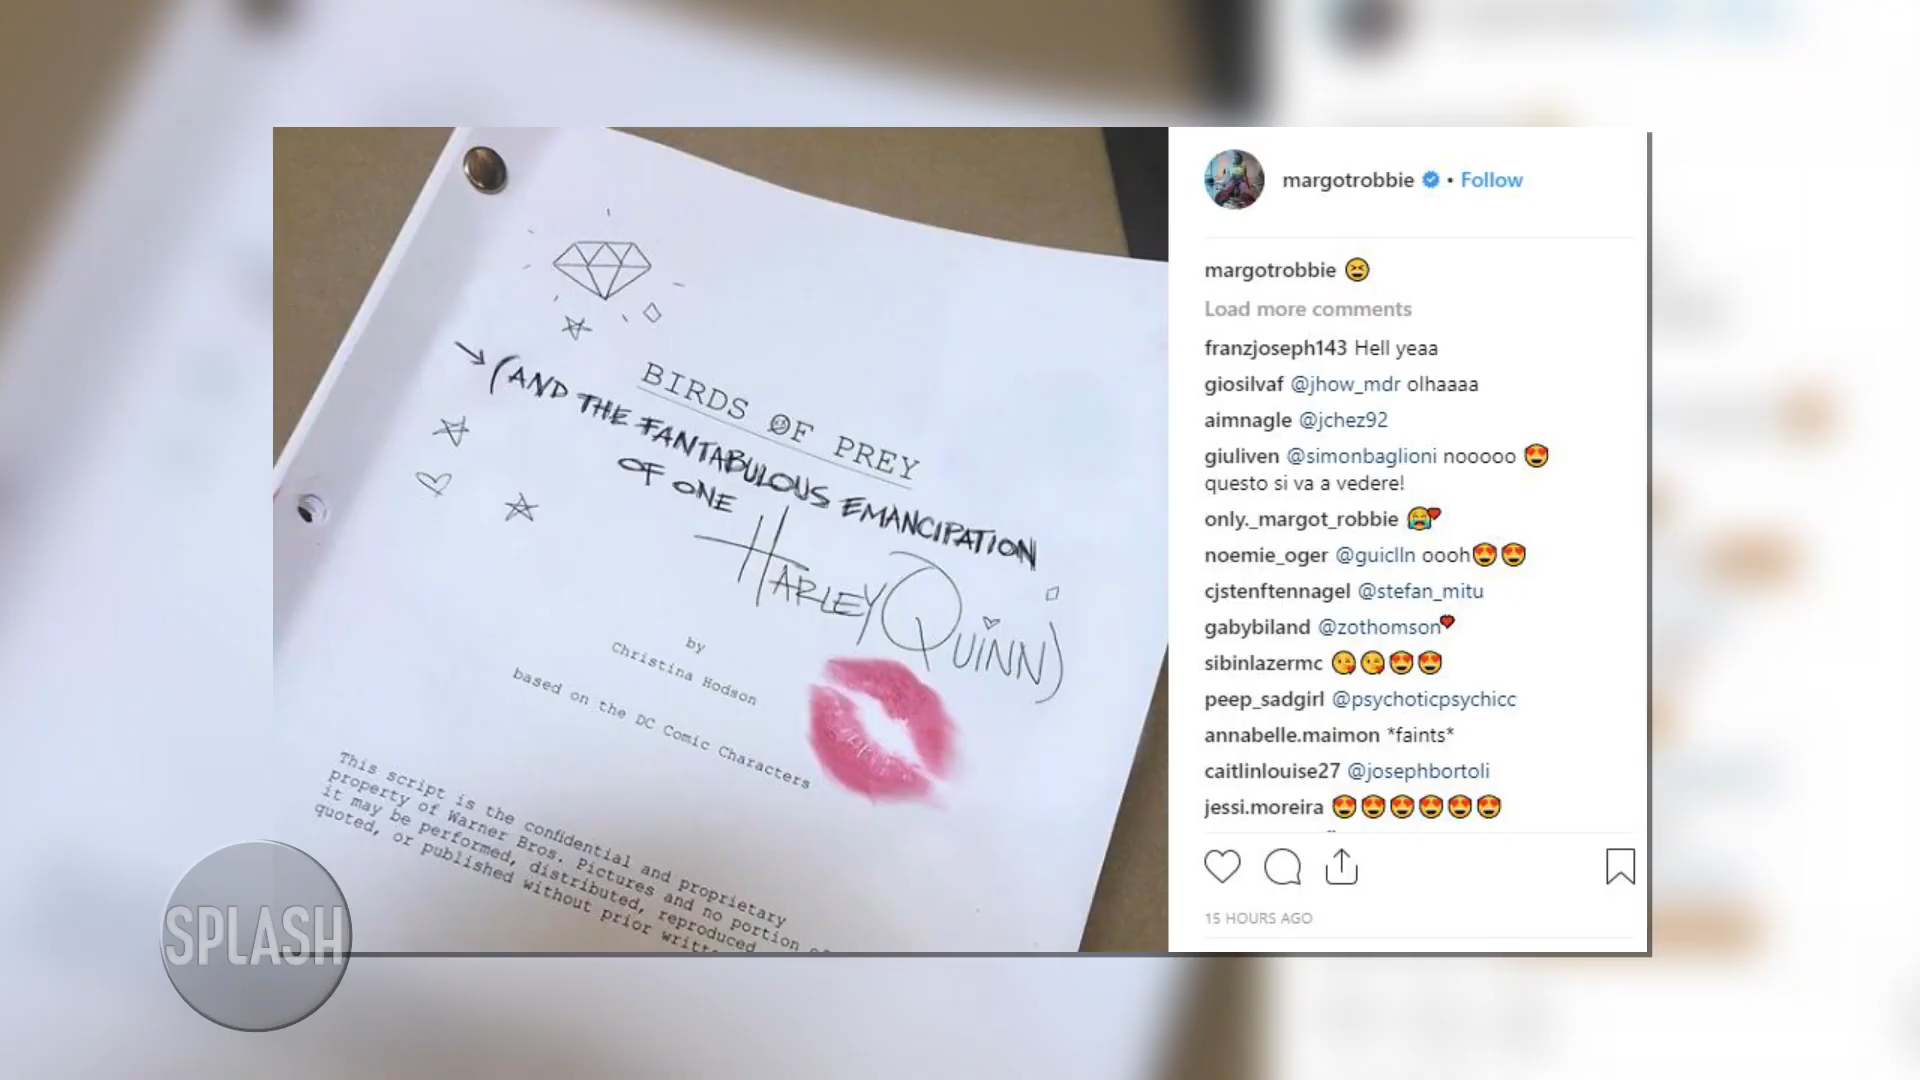 BIRDS OF PREY
(AND THE FANTABULOUS EMANCIPATION
OF ONE
HARLEY QUINN)
by
Christina Hodson
based on the DC Comic Characters
This script is the confidential and proprietary
property of Warner Bros. Pictures and no portion of
it may be performed, distributed, reproduced
quoted, or published without prior
SPLASH
margotrobbie • Follow
margotrobbie 😆
Load more comments
franzjoseph143 Hell yeaa
giosilvaf @jhow_mdr olhaaaa
aimnagle @jchez92
giuliven @simonbaglioni nooooo 😍
questo si va a vedere!
only._margot_robbie 😭❤
noemie_oger @guiclln oooh😍😍
cjstenftennagel @stefan_mitu
gabybiland @zothomson❤
sibinlazermc 😘😘😍😍
peep_sadgirl @psychoticpsychicc
annabelle.maimon *faints*
caitlinlouise27 @josephbortoli
jessi.moreira 😍😍😍😍😍😍
15 HOURS AGO